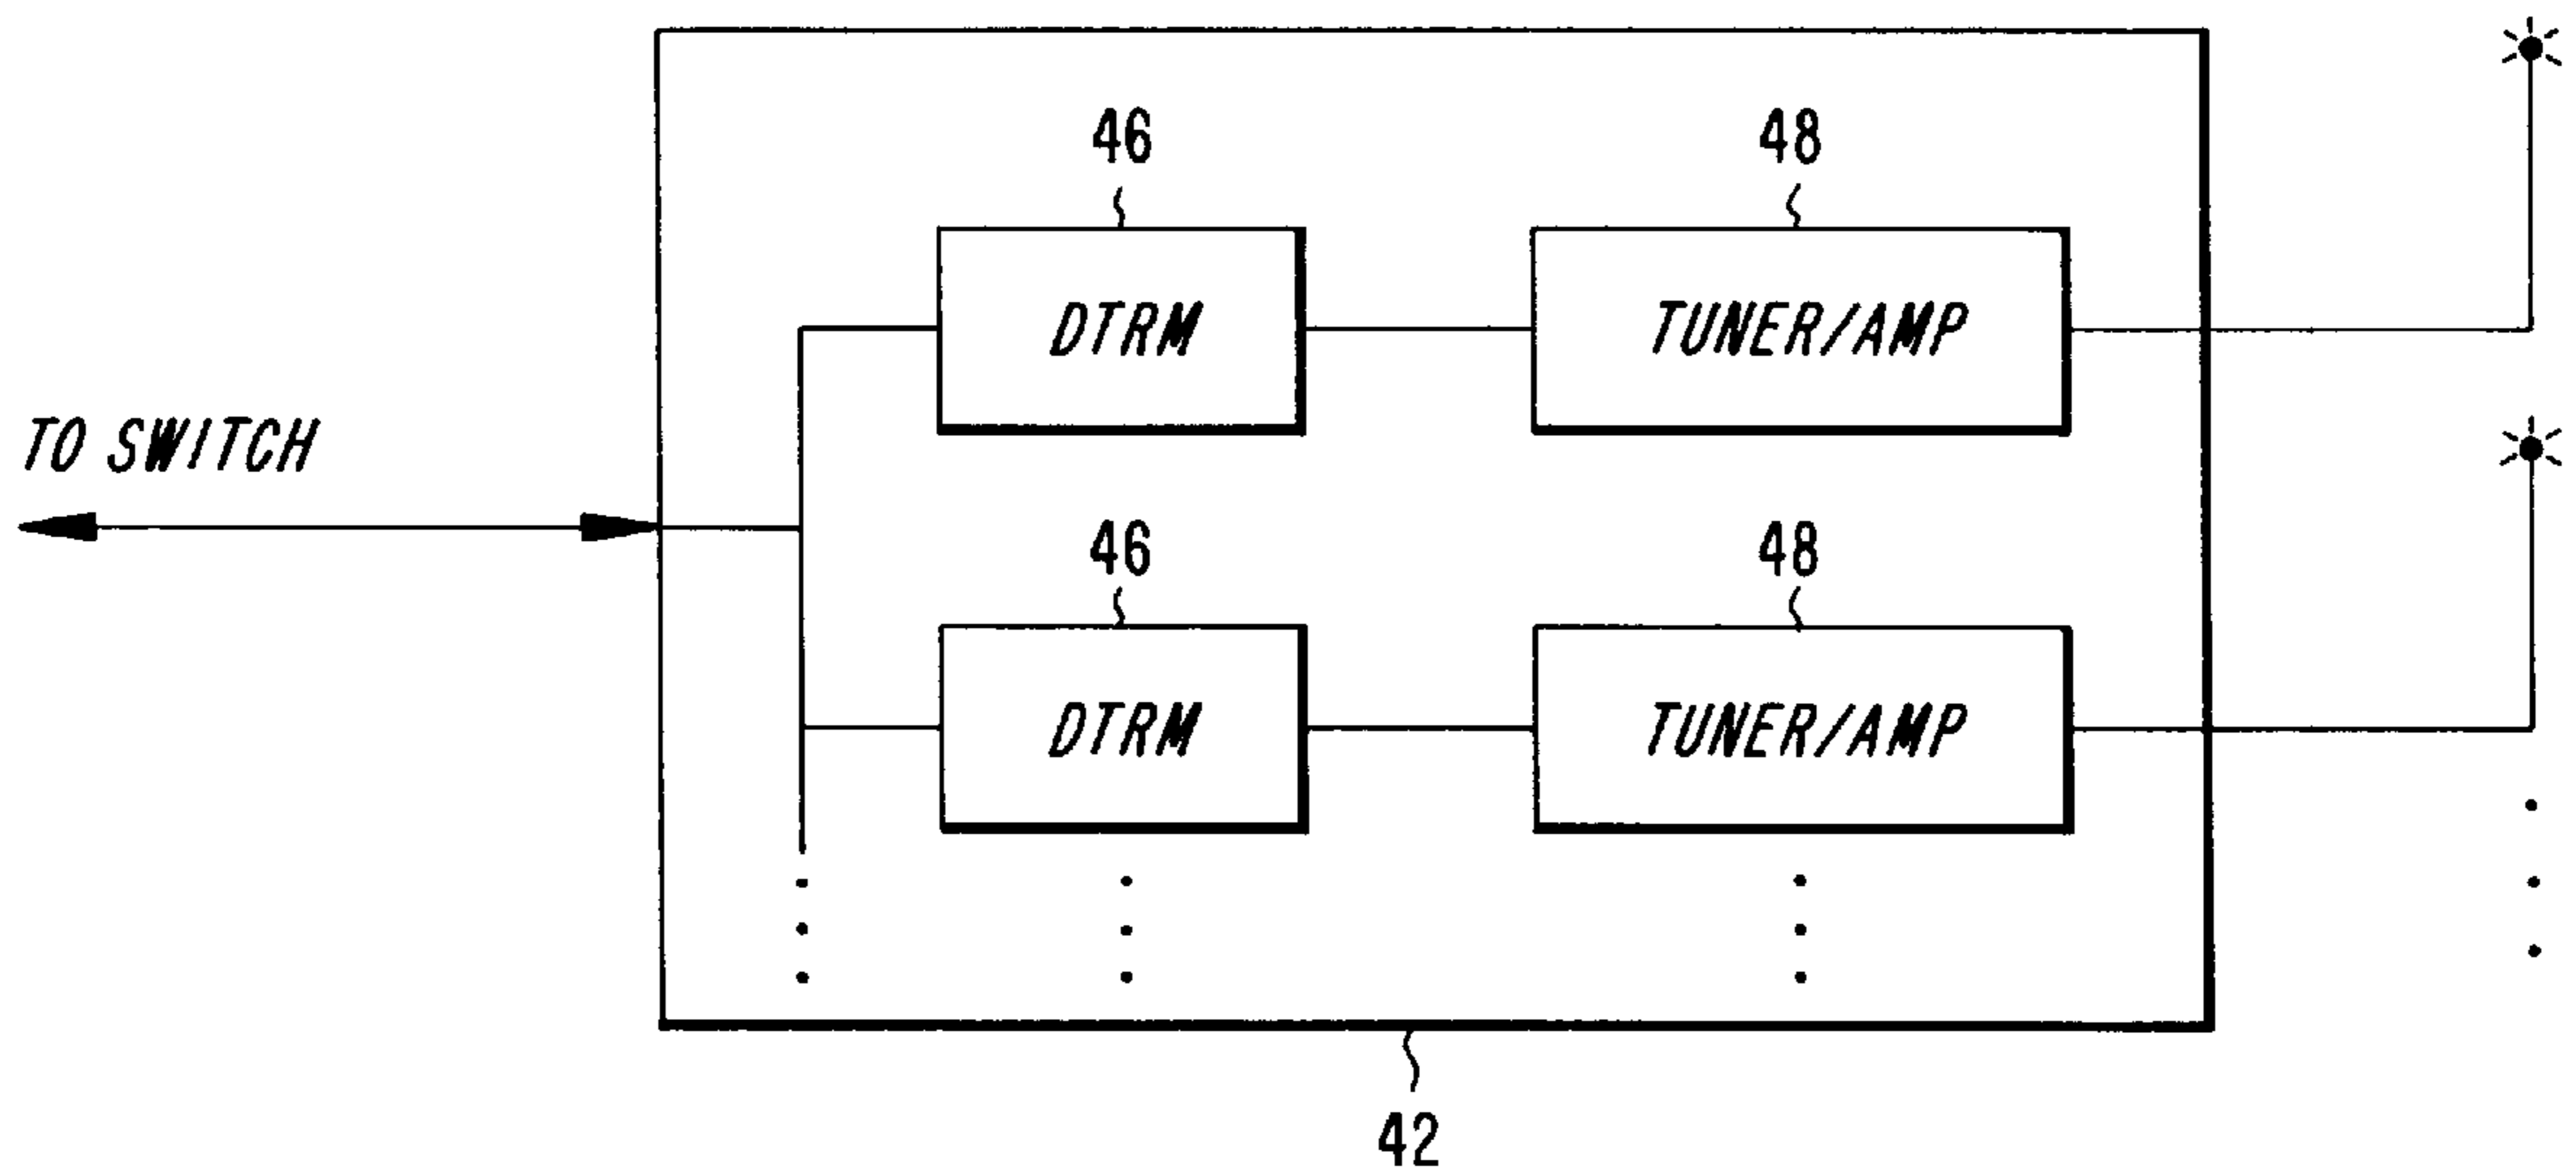 46 48
DTRM TUNER/AMP
TO SWITCH
46 48
DTRM TUNER/AMP
42